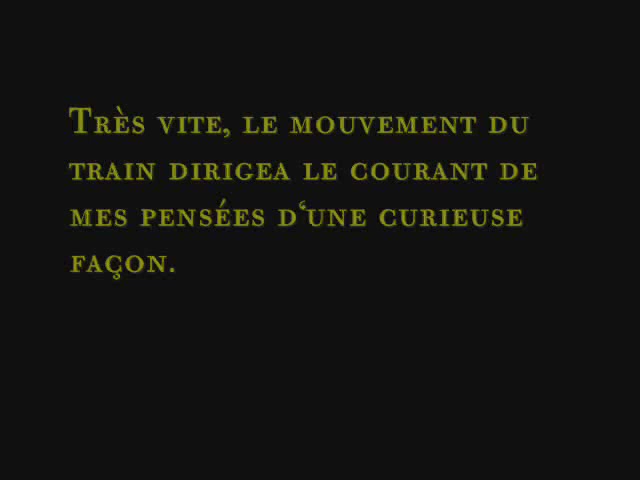 Très vite, le mouvement du
train dirigea le courant de
mes pensées d‘une curieuse
façon.